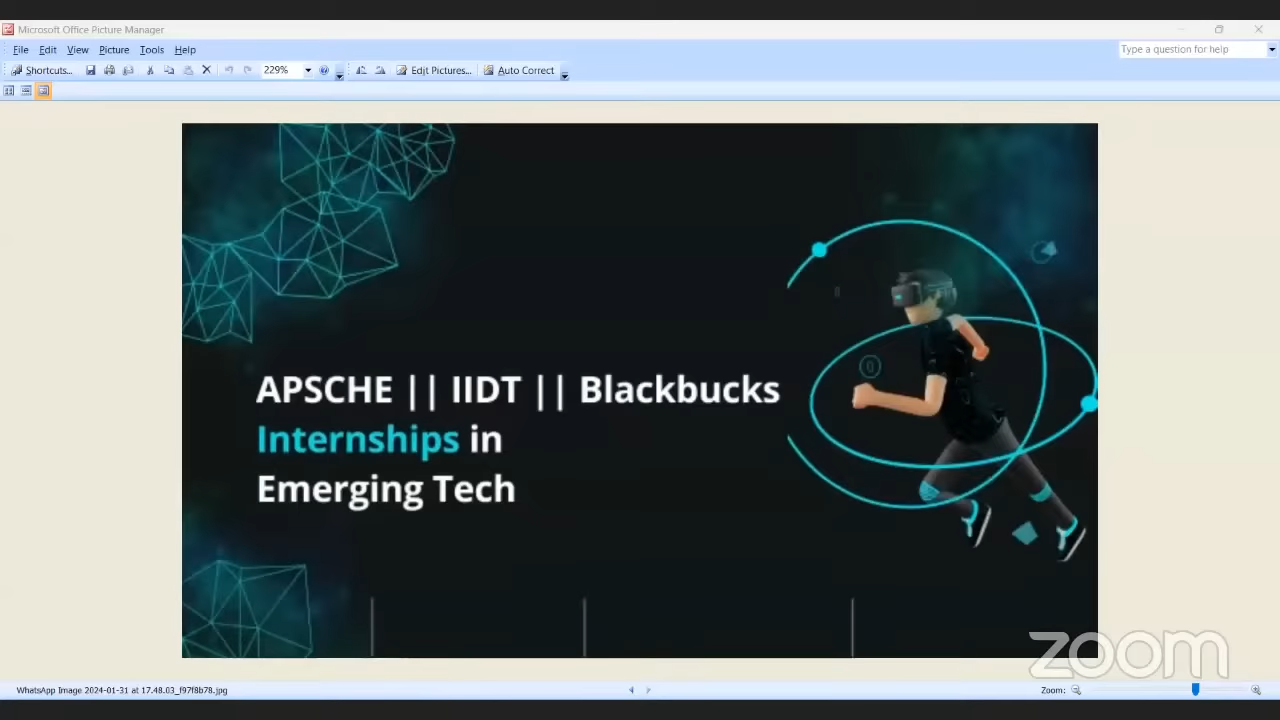 Microsoft Office Picture Manager
File Edit View Picture Tools Help
Type a question for help
Shortcuts... 229% Edit Pictures... Auto Correct
APSCHE || IIDT || Blackbucks
Internships in
Emerging Tech
zoom
WhatsApp Image 2024-01-31 at 17.48.03_f97f8b78.jpg
Zoom: